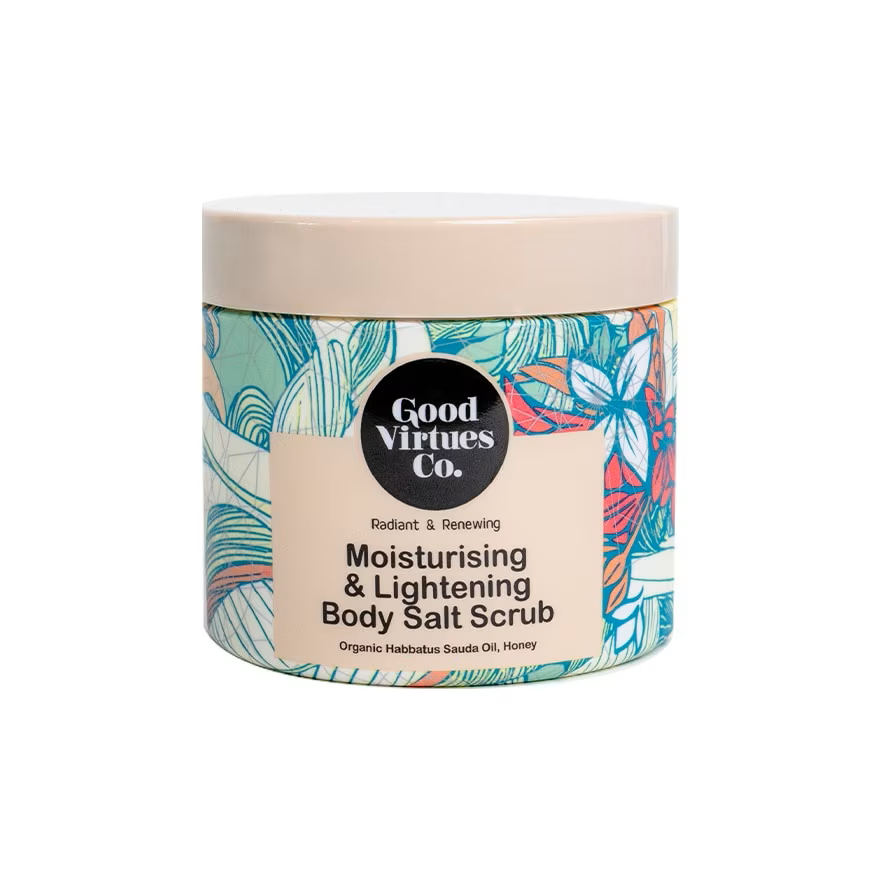 Good
Virtues
Co.
Radiant & Renewing
Moisturising
& Lightening
Body Salt Scrub
Organic Habbatus Sauda Oil, Honey